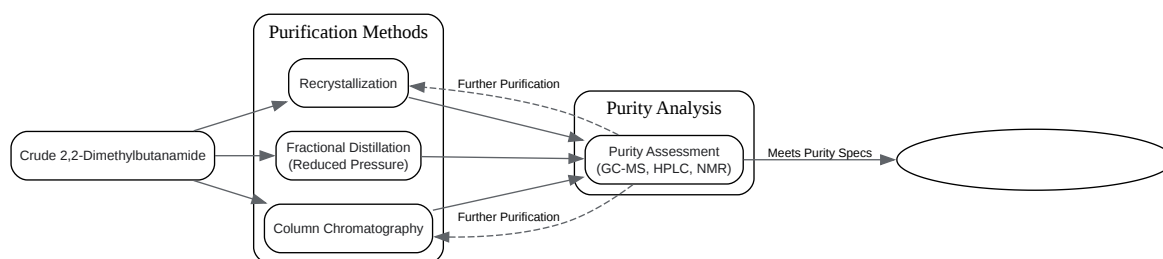 Purification Methods
Recrystallization
Further Purification
Purity Analysis
Crude 2,2-Dimethylbutanamide
Fractional Distillation
(Reduced Pressure)
Purity Assessment
(GC-MS, HPLC, NMR)
Meets Purity Specs
Further Purification
Column Chromatography